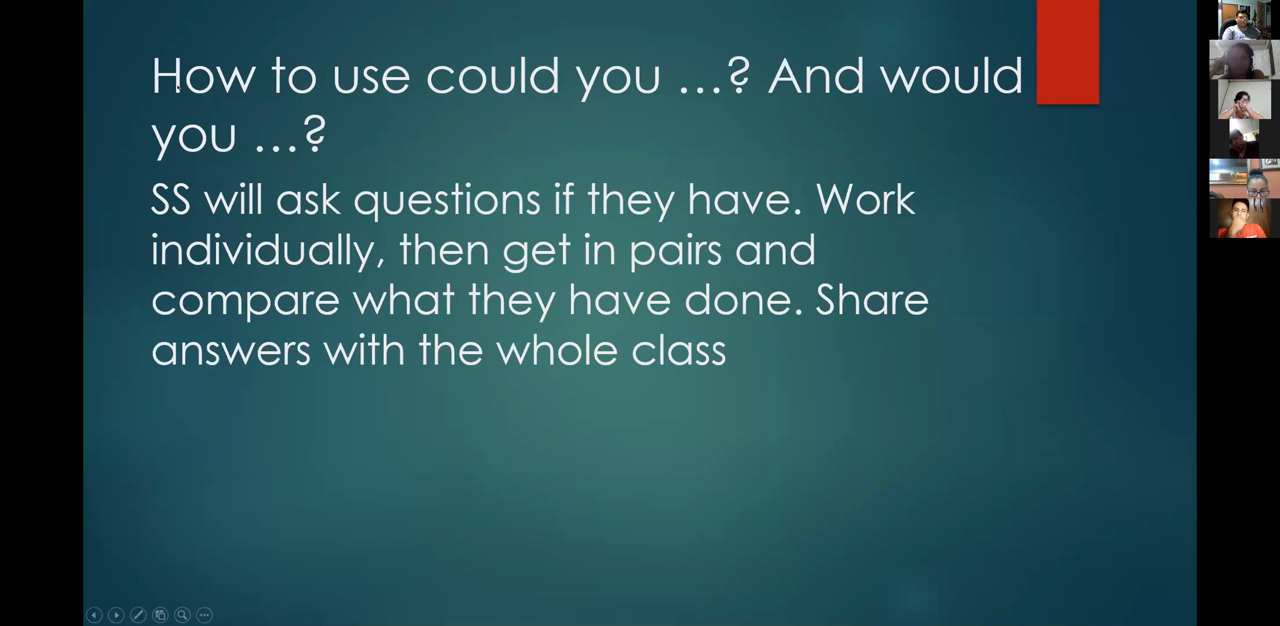 How to use could you ...? And would
you ...?
SS will ask questions if they have. Work
individually, then get in pairs and
compare what they have done. Share
answers with the whole class